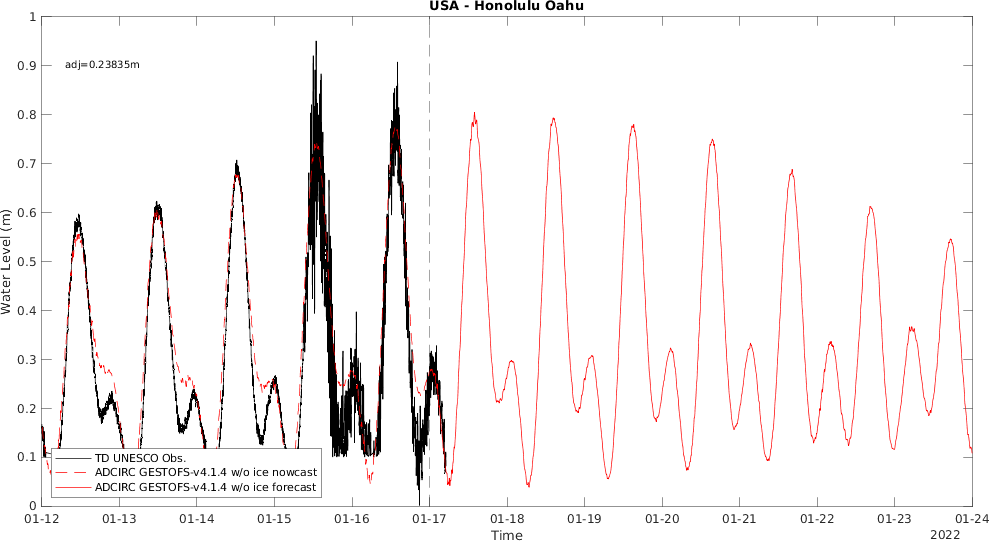 USA - Honolulu Oahu
1
0.9
0.8
0.7
0.6
0.5
0.4
0.3
0.2
0.1
0
Water Level (m)
adj=0.23835m
TD UNESCO Obs.
ADCIRC GESTOFS-v4.1.4 w/o ice nowcast
ADCIRC GESTOFS-v4.1.4 w/o ice forecast
01-12 01-13 01-14 01-15 01-16 01-17 01-18 01-19 01-20 01-21 01-22 01-23 01-24
Time
2022